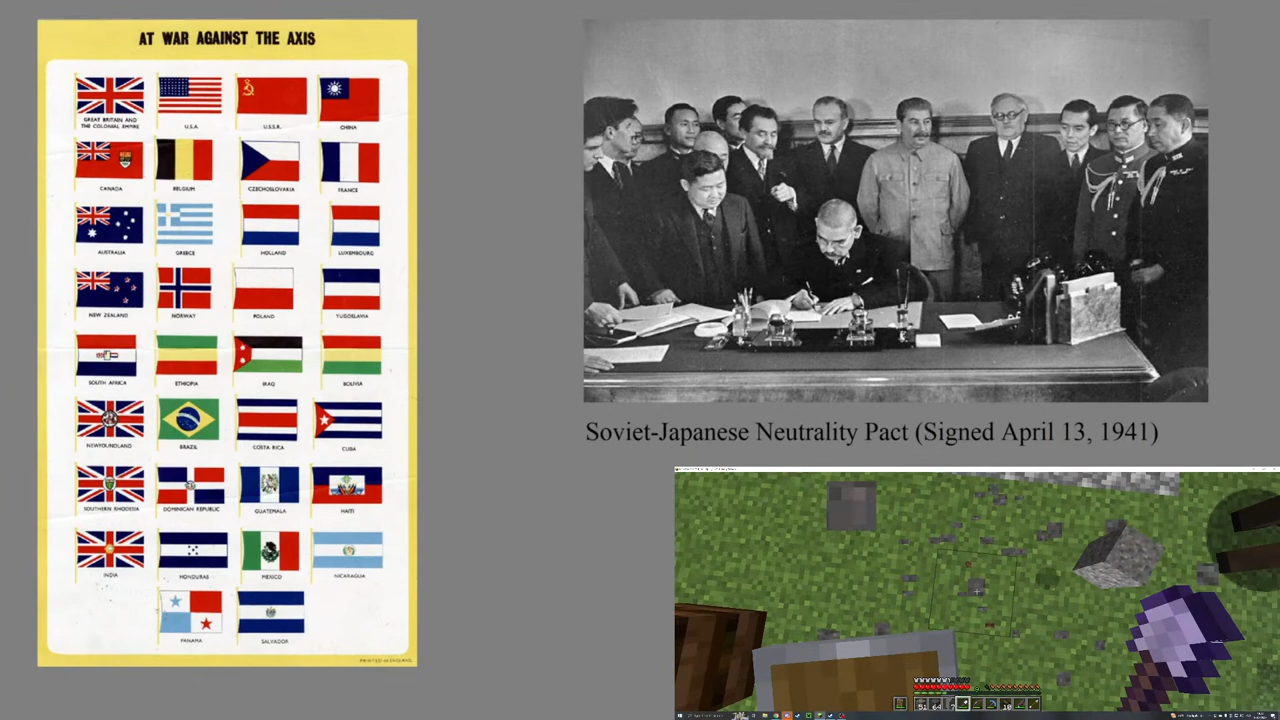 AT WAR AGAINST THE AXIS
GREAT BRITAIN AND
THE COLONIAL EMPIRE
U.S.A.
U.S.S.R.
CHINA
CANADA
BELGIUM
CZECHOSLOVAKIA
FRANCE
AUSTRALIA
GREECE
HOLLAND
LUXEMBOURG
NEW ZEALAND
NORWAY
POLAND
YUGOSLAVIA
SOUTH AFRICA
ETHIOPIA
IRAQ
BOLIVIA
NEWFOUNDLAND
BRAZIL
COSTA RICA
CUBA
SOUTHERN RHODESIA
DOMINICAN REPUBLIC
GUATEMALA
HAITI
INDIA
HONDURAS
MEXICO
NICARAGUA
PANAMA
SALVADOR
PRINTED IN ENGLAND
Soviet-Japanese Neutrality Pact (Signed April 13, 1941)
51 64
10